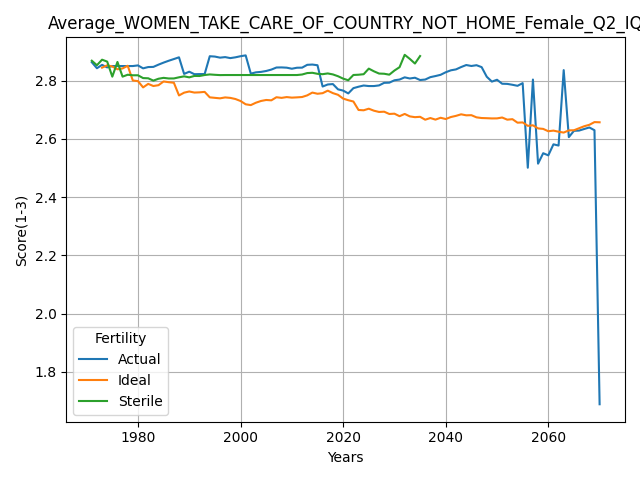 Average_WOMEN_TAKE_CARE_OF_COUNTRY_NOT_HOME_Female_Q2_IQ
Score(1-3)
2.8
2.6
2.4
2.2
2.0
1.8
Fertility
Actual
Ideal
Sterile
1980
2000
2020
2040
2060
Years